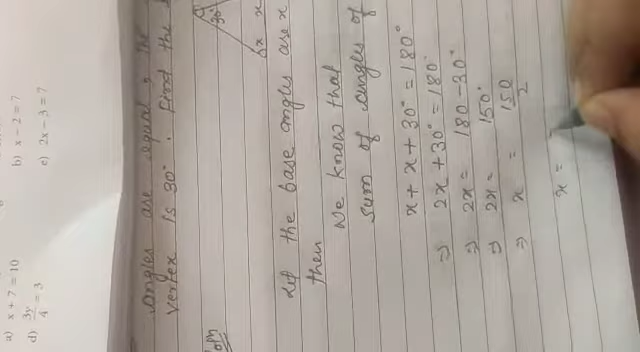 a) x + 7 = 10
b) x − 2 = 7
d) 3y/4 = 3
e) 2x − 3 = 7
angles are equal. The
vertex is 30°. Find the
30°
x x
Let the base angles are x
then
We know that
Sum of angles of
x + x + 30° = 180°
⇒ 2x + 30° = 180°
⇒ 2x = 180 − 30°
⇒ 2x = 150°
⇒ x = 150/2
x =